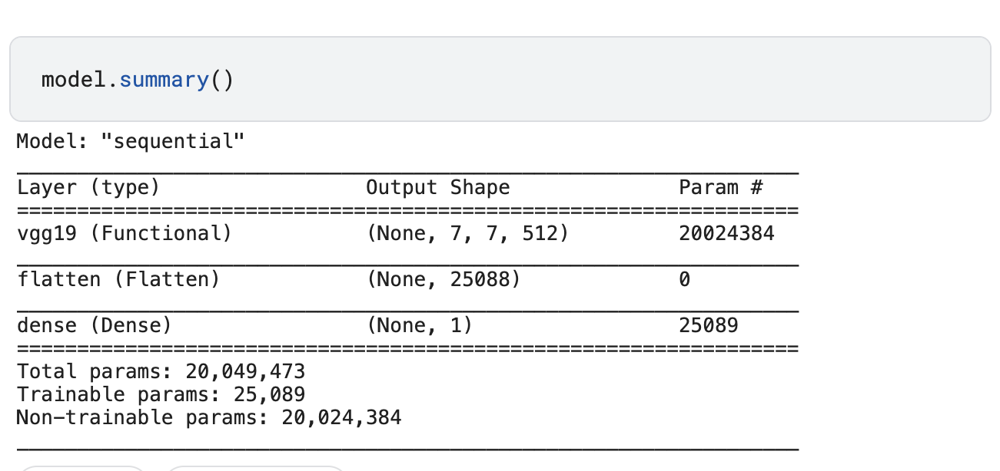 model.summary()
Model: "sequential"
_________________________________________________________________
Layer (type)                 Output Shape              Param #
=================================================================
vgg19 (Functional)           (None, 7, 7, 512)         20024384
_________________________________________________________________
flatten (Flatten)            (None, 25088)             0
_________________________________________________________________
dense (Dense)                (None, 1)                 25089
=================================================================
Total params: 20,049,473
Trainable params: 25,089
Non-trainable params: 20,024,384
_________________________________________________________________